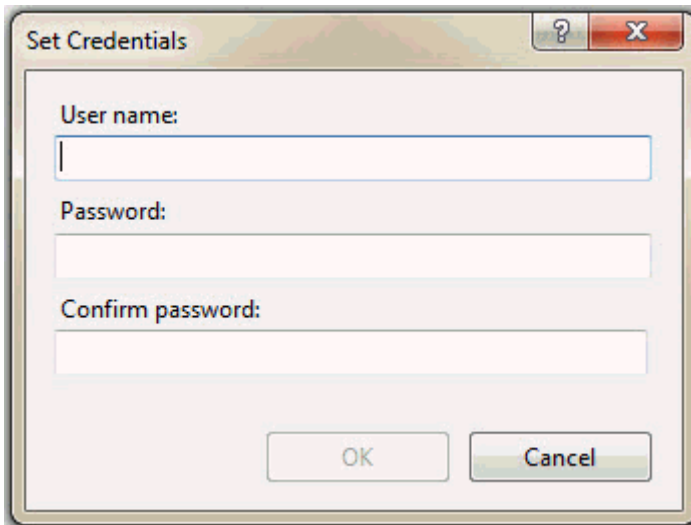 Set Credentials
User name:
Password:
Confirm password:
OK Cancel